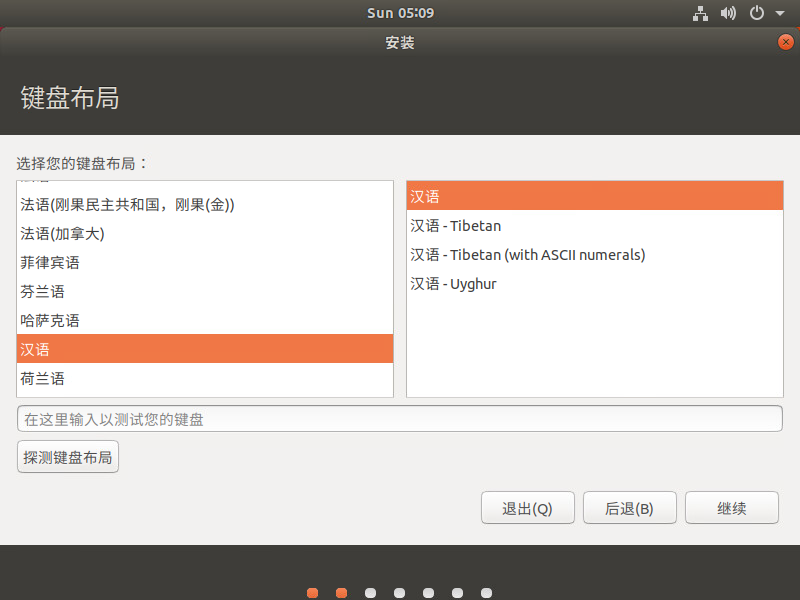 Sun 05:09
安装
键盘布局
选择您的键盘布局：
法语(刚果民主共和国，刚果(金))
法语(加拿大)
菲律宾语
芬兰语
哈萨克语
汉语
荷兰语
汉语
汉语 - Tibetan
汉语 - Tibetan (with ASCII numerals)
汉语 - Uyghur
在这里输入以测试您的键盘
探测键盘布局
退出(Q)
后退(B)
继续